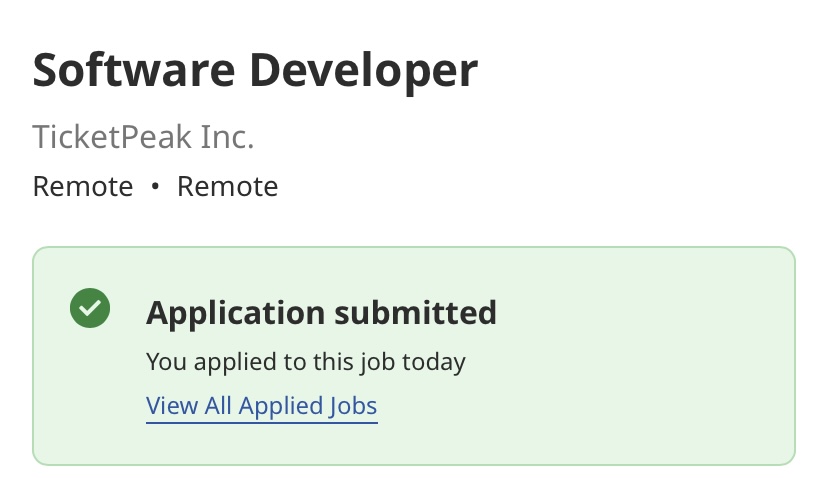 Software Developer
TicketPeak Inc.
Remote • Remote
Application submitted
You applied to this job today
View All Applied Jobs